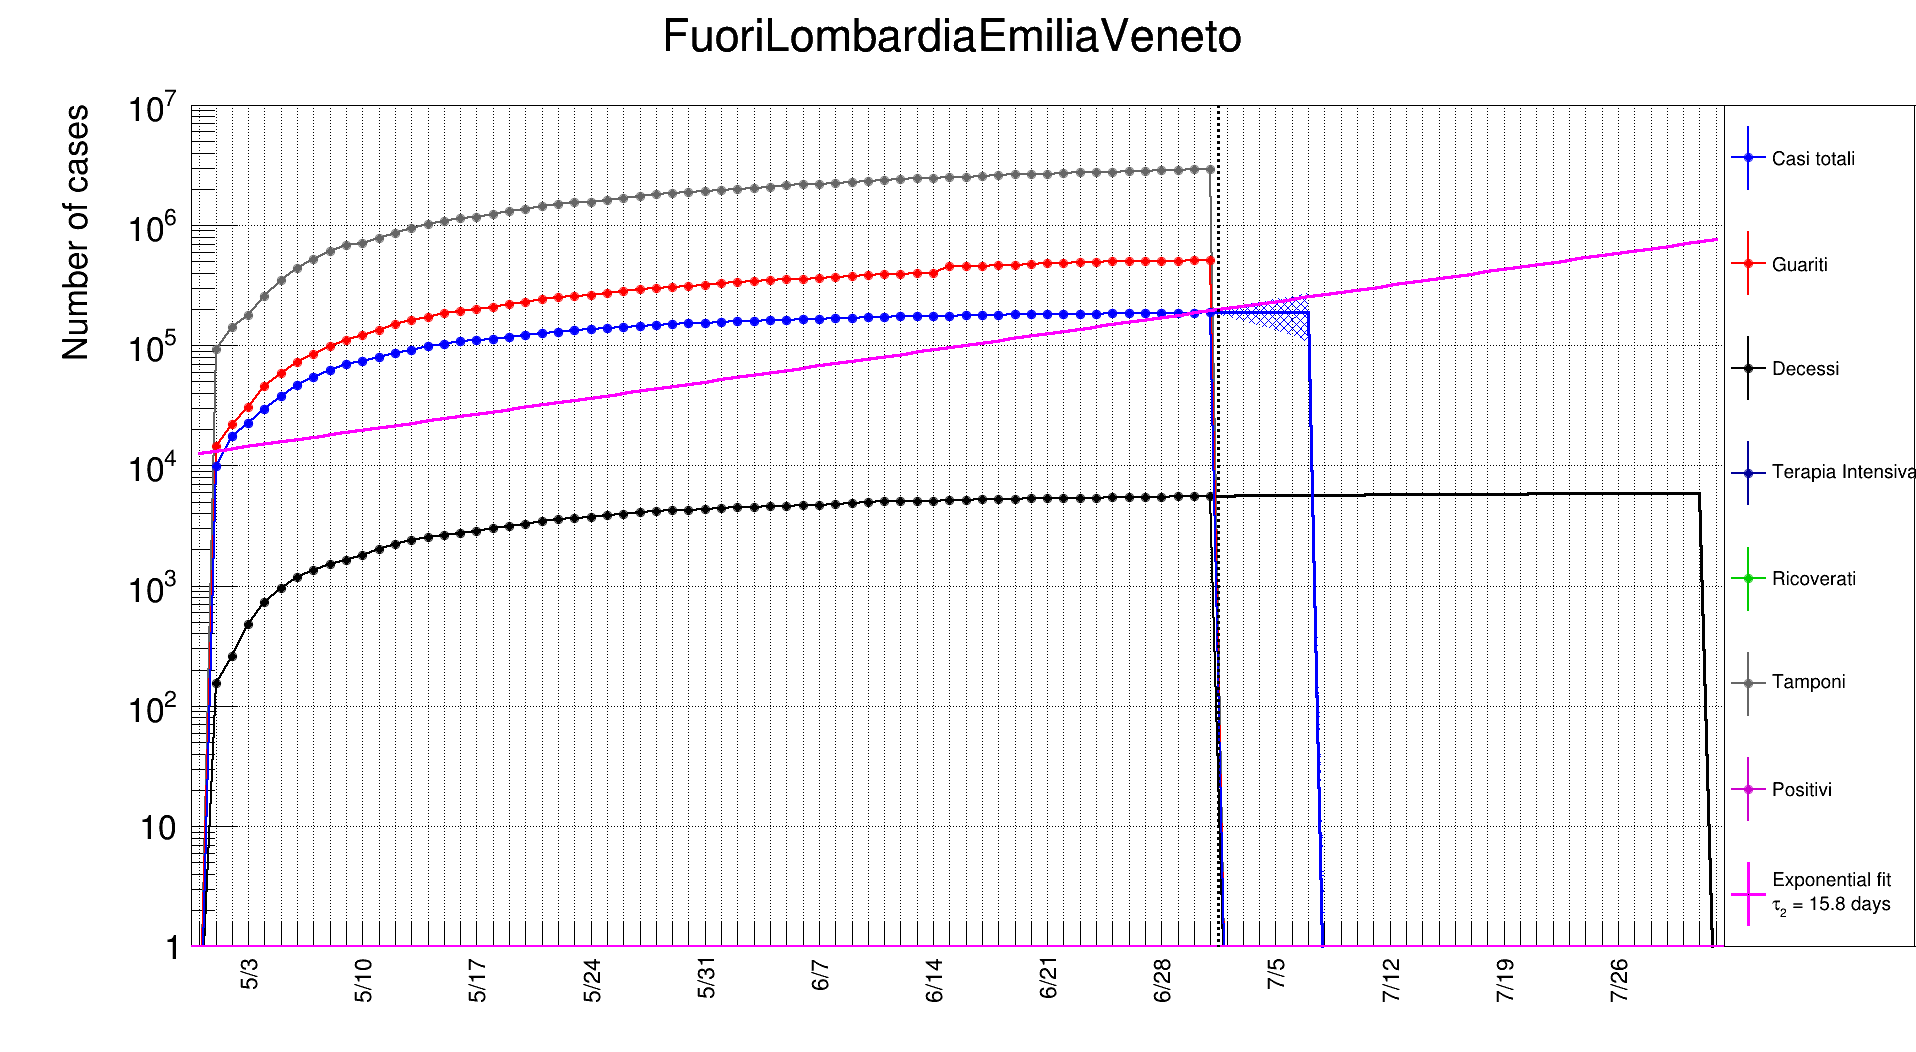 FuoriLombardiaEmiliaVeneto
Number of cases
10^7
10^6
10^5
10^4
10^3
10^2
10
1
5/3
5/10
5/17
5/24
5/31
6/7
6/14
6/21
6/28
7/5
7/12
7/19
7/26
Casi totali
Guariti
Decessi
Terapia Intensiva
Ricoverati
Tamponi
Positivi
Exponential fit
τ₂ = 15.8 days